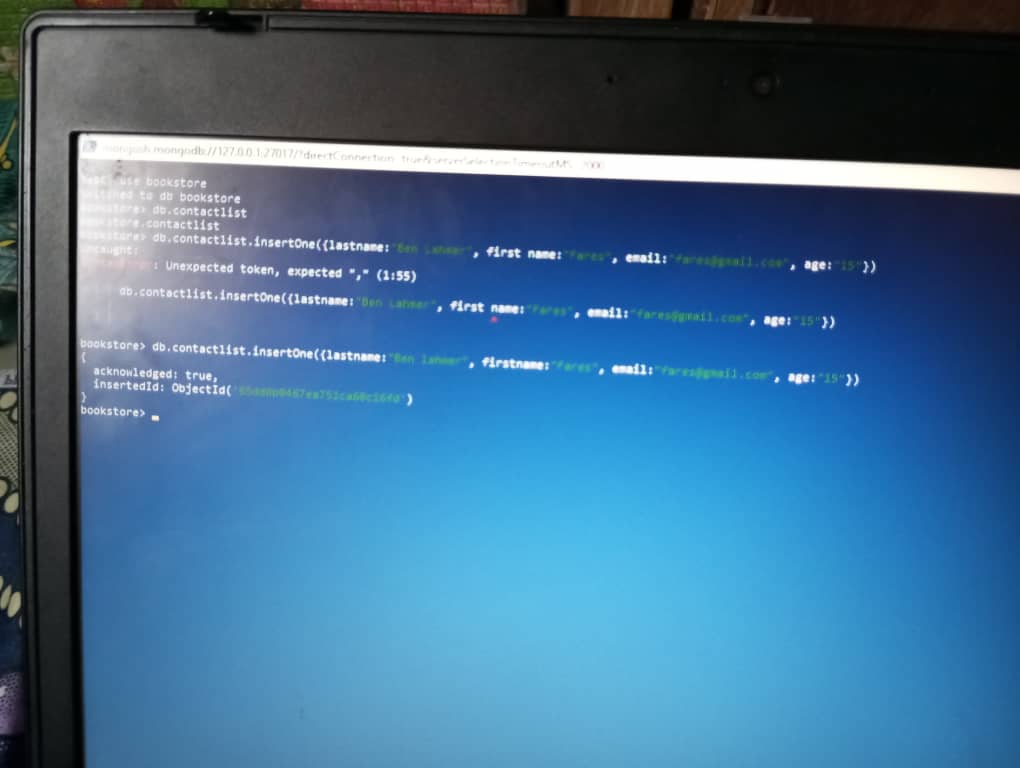 mongosh mongodb://127.0.0.1:27017/?directConnection=true&serverSelectionTimeoutMS=2000
test> use bookstore
switched to db bookstore
bookstore> db.contactlist
bookstore.contactlist
bookstore> db.contactlist.insertOne({lastname:"Ben Lahmer", first name:"Fares", email:"fares@gmail.com", age:"15"})
Uncaught:
: Unexpected token, expected "," (1:55)
db.contactlist.insertOne({lastname:"Ben Lahmer", first name:"Fares", email:"fares@gmail.com", age:"15"})
^
bookstore> db.contactlist.insertOne({lastname:"Ben lahmer", firstname:"Fares", email:"fares@gmail.com", age:"15"})
{
acknowledged: true,
insertedId: ObjectId(' ')
}
bookstore>